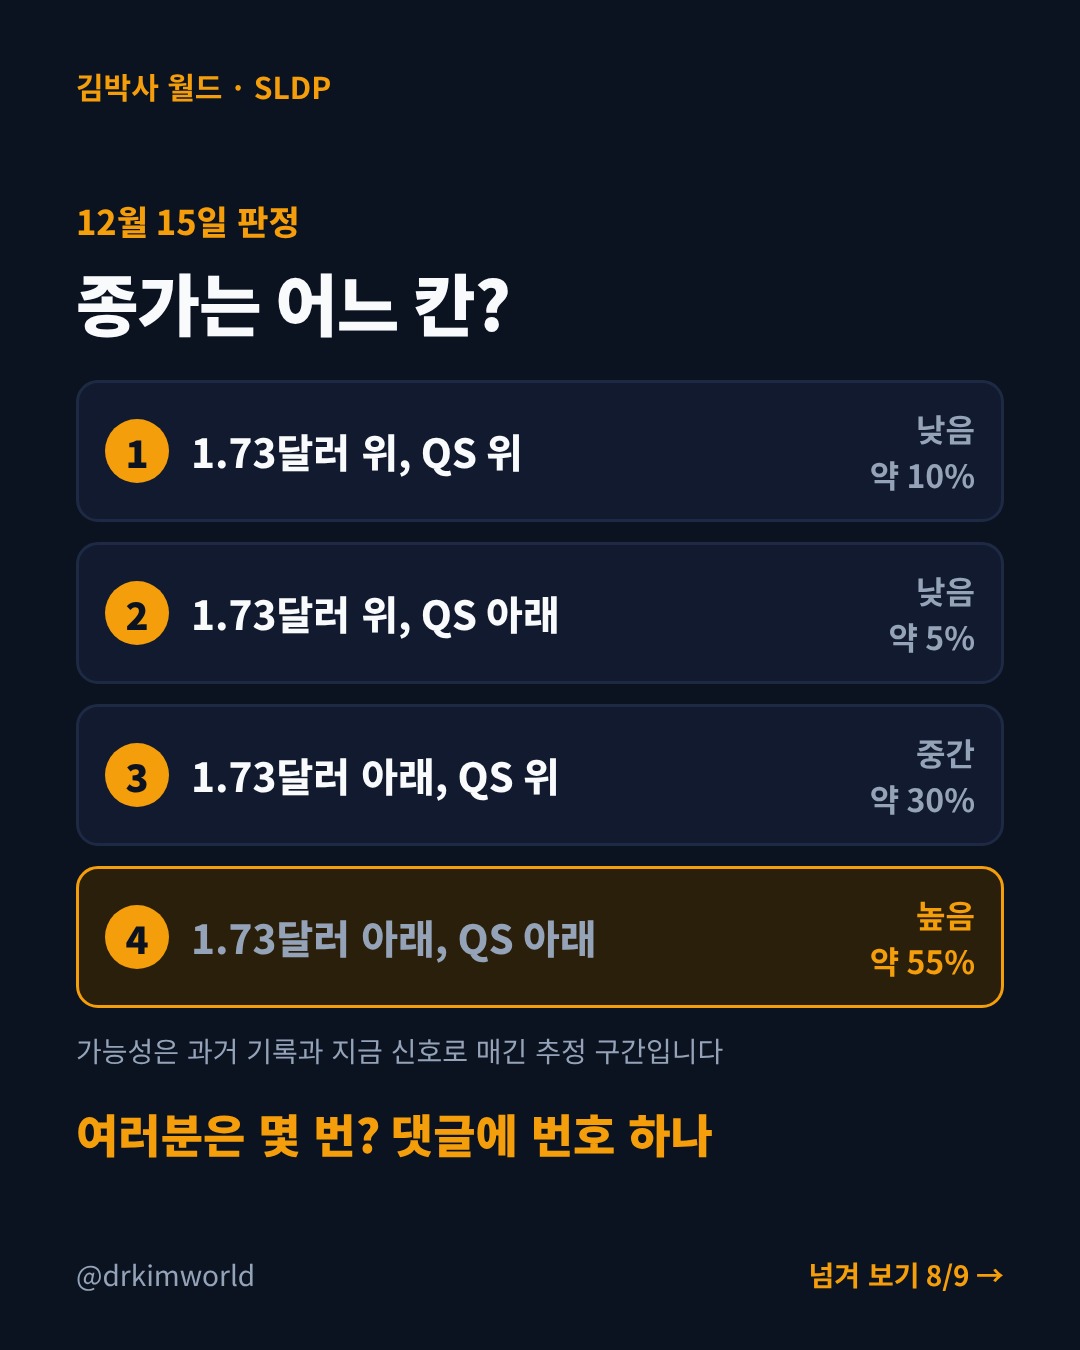 김박사 월드 · SLDP
12월 15일 판정
종가는 어느 칸?
1 1.73달러 위, QS 위
낮음
약 10%
2 1.73달러 위, QS 아래
낮음
약 5%
3 1.73달러 아래, QS 위
중간
약 30%
4 1.73달러 아래, QS 아래
높음
약 55%
가능성은 과거 기록과 지금 신호로 매긴 추정 구간입니다
여러분은 몇 번? 댓글에 번호 하나
@drkimworld
넘겨 보기 8/9 →